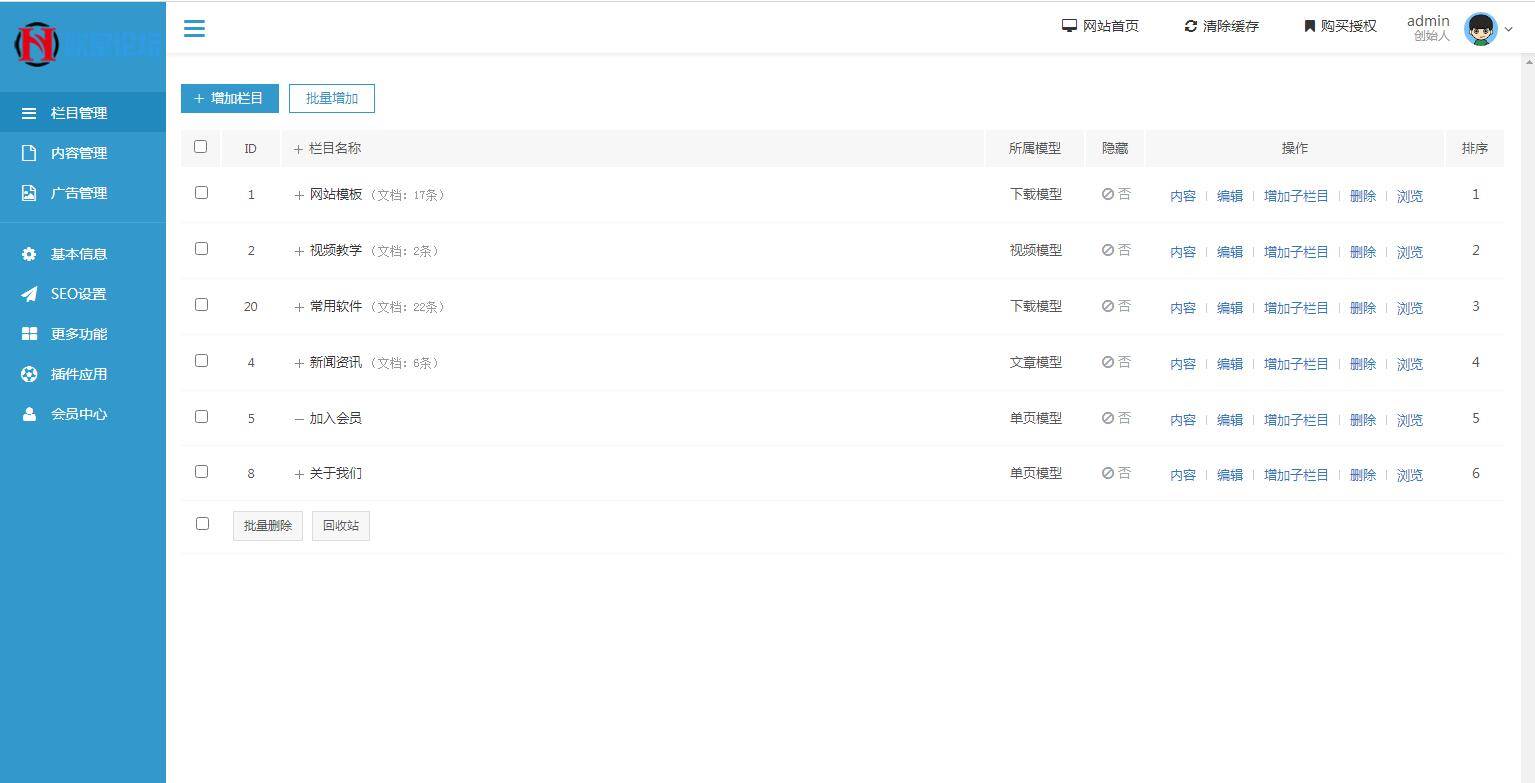 网站首页 清除缓存 购买授权 admin
创始人
栏目管理
内容管理
广告管理
基本信息
SEO设置
更多功能
插件应用
会员中心
+ 增加栏目 批量增加
ID + 栏目名称 所属模型 隐藏 操作 排序
1 + 网站模板（文档：17条） 下载模型 否 内容 | 编辑 | 增加子栏目 | 删除 | 浏览 1
2 + 视频教学（文档：2条） 视频模型 否 内容 | 编辑 | 增加子栏目 | 删除 | 浏览 2
20 + 常用软件（文档：22条） 下载模型 否 内容 | 编辑 | 增加子栏目 | 删除 | 浏览 3
4 + 新闻资讯（文档：6条） 文章模型 否 内容 | 编辑 | 增加子栏目 | 删除 | 浏览 4
5 — 加入会员 单页模型 否 内容 | 编辑 | 增加子栏目 | 删除 | 浏览 5
8 + 关于我们 单页模型 否 内容 | 编辑 | 增加子栏目 | 删除 | 浏览 6
批量删除 回收站